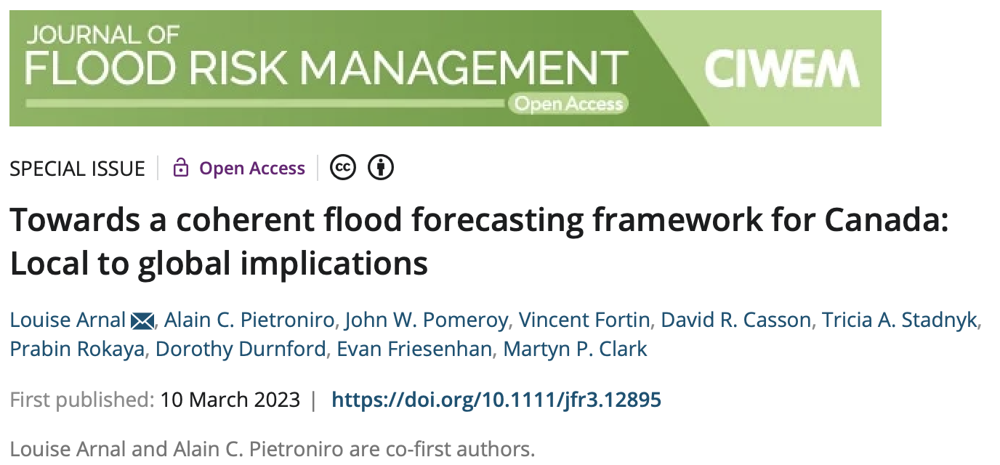 JOURNAL OF
FLOOD RISK MANAGEMENT
Open Access
CIWEM
SPECIAL ISSUE | Open Access | cc
Towards a coherent flood forecasting framework for Canada:
Local to global implications
Louise Arnal, Alain C. Pietroniro, John W. Pomeroy, Vincent Fortin, David R. Casson, Tricia A. Stadnyk,
Prabin Rokaya, Dorothy Durnford, Evan Friesenhan, Martyn P. Clark
First published: 10 March 2023 | https://doi.org/10.1111/jfr3.12895
Louise Arnal and Alain C. Pietroniro are co-first authors.